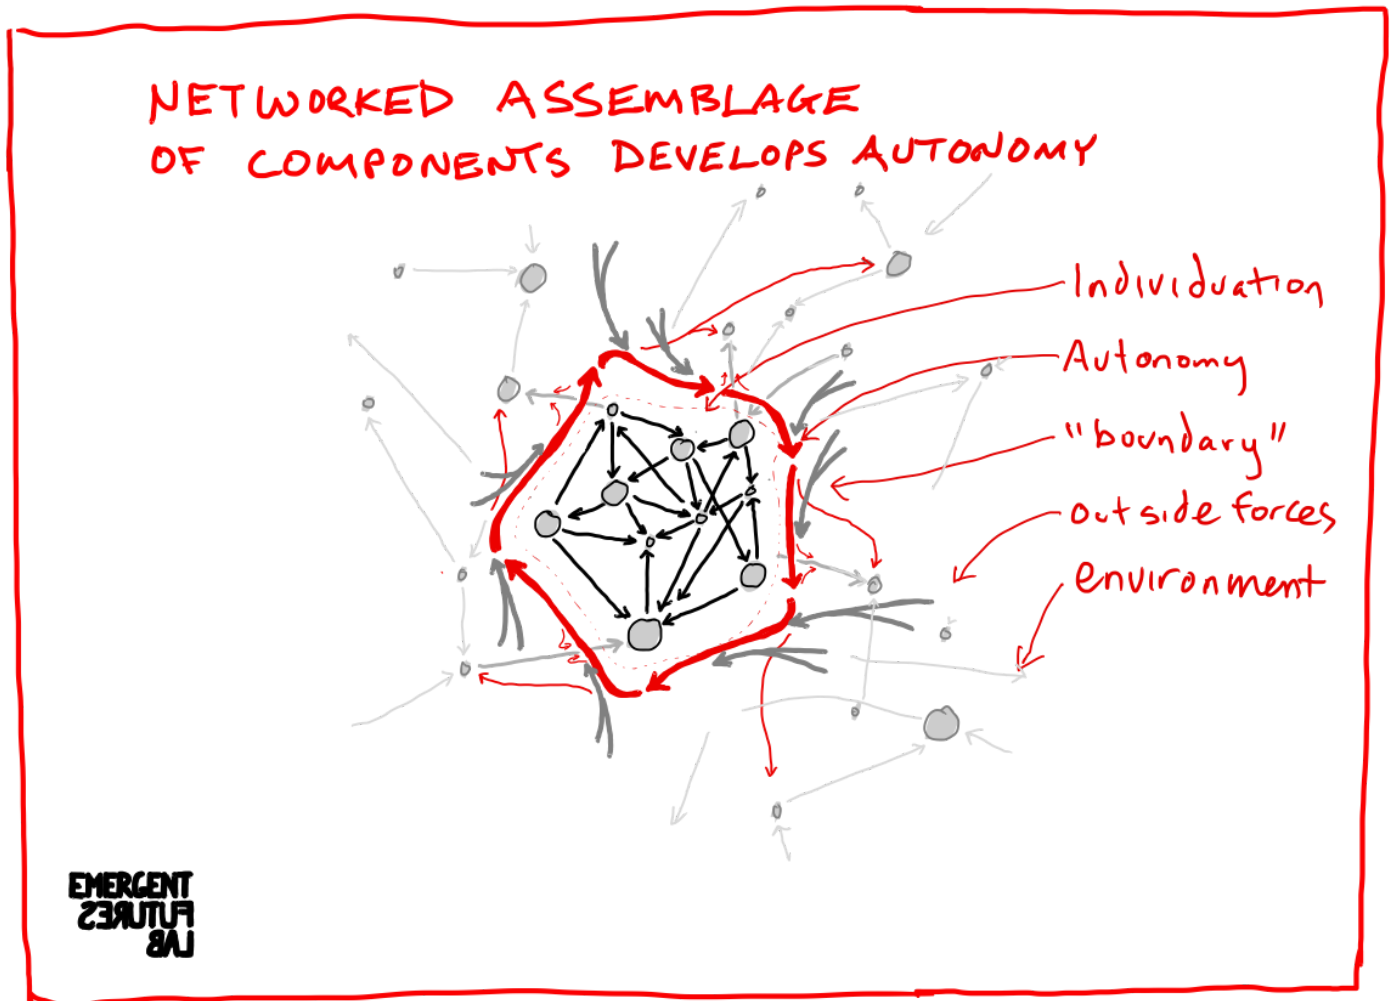 NETWORKED ASSEMBLAGE
OF COMPONENTS DEVELOPS AUTONOMY
Individuation
Autonomy
"boundary"
outside forces
environment
EMERGENT
FUTURES
LAB